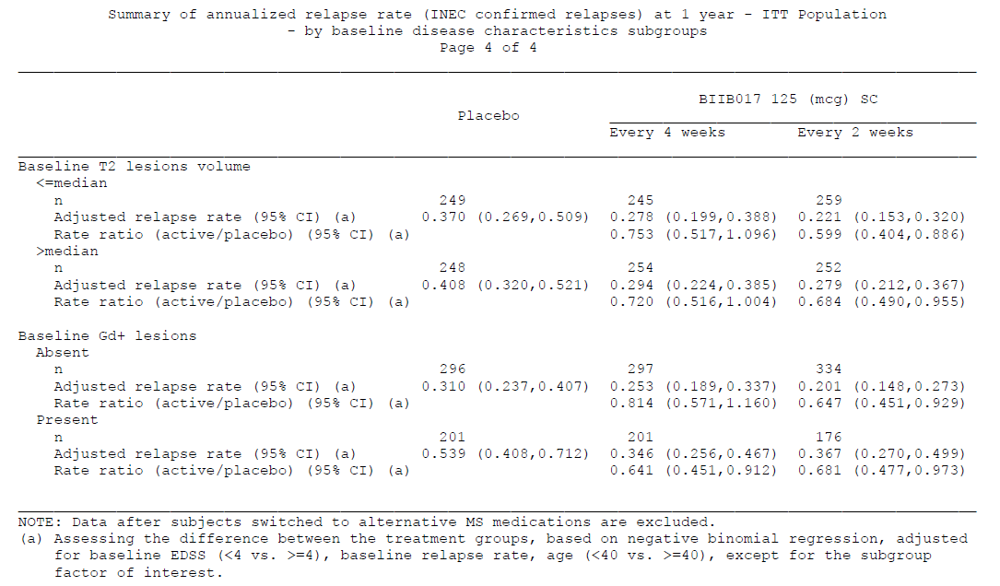 Summary of annualized relapse rate (INEC confirmed relapses) at 1 year - ITT Population
- by baseline disease characteristics subgroups
Page 4 of 4
BIIB017 125 (mcg) SC
Placebo
Every 4 weeks Every 2 weeks
Baseline T2 lesions volume
<=median
n 249 245 259
Adjusted relapse rate (95% CI) (a) 0.370 (0.269,0.509) 0.278 (0.199,0.388) 0.221 (0.153,0.320)
Rate ratio (active/placebo) (95% CI) (a) 0.753 (0.517,1.096) 0.599 (0.404,0.886)
>median
n 248 254 252
Adjusted relapse rate (95% CI) (a) 0.408 (0.320,0.521) 0.294 (0.224,0.385) 0.279 (0.212,0.367)
Rate ratio (active/placebo) (95% CI) (a) 0.720 (0.516,1.004) 0.684 (0.490,0.955)
Baseline Gd+ lesions
Absent
n 296 297 334
Adjusted relapse rate (95% CI) (a) 0.310 (0.237,0.407) 0.253 (0.189,0.337) 0.201 (0.148,0.273)
Rate ratio (active/placebo) (95% CI) (a) 0.814 (0.571,1.160) 0.647 (0.451,0.929)
Present
n 201 201 176
Adjusted relapse rate (95% CI) (a) 0.539 (0.408,0.712) 0.346 (0.256,0.467) 0.367 (0.270,0.499)
Rate ratio (active/placebo) (95% CI) (a) 0.641 (0.451,0.912) 0.681 (0.477,0.973)
NOTE: Data after subjects switched to alternative MS medications are excluded.
(a) Assessing the difference between the treatment groups, based on negative binomial regression, adjusted
for baseline EDSS (<4 vs. >=4), baseline relapse rate, age (<40 vs. >=40), except for the subgroup
factor of interest.